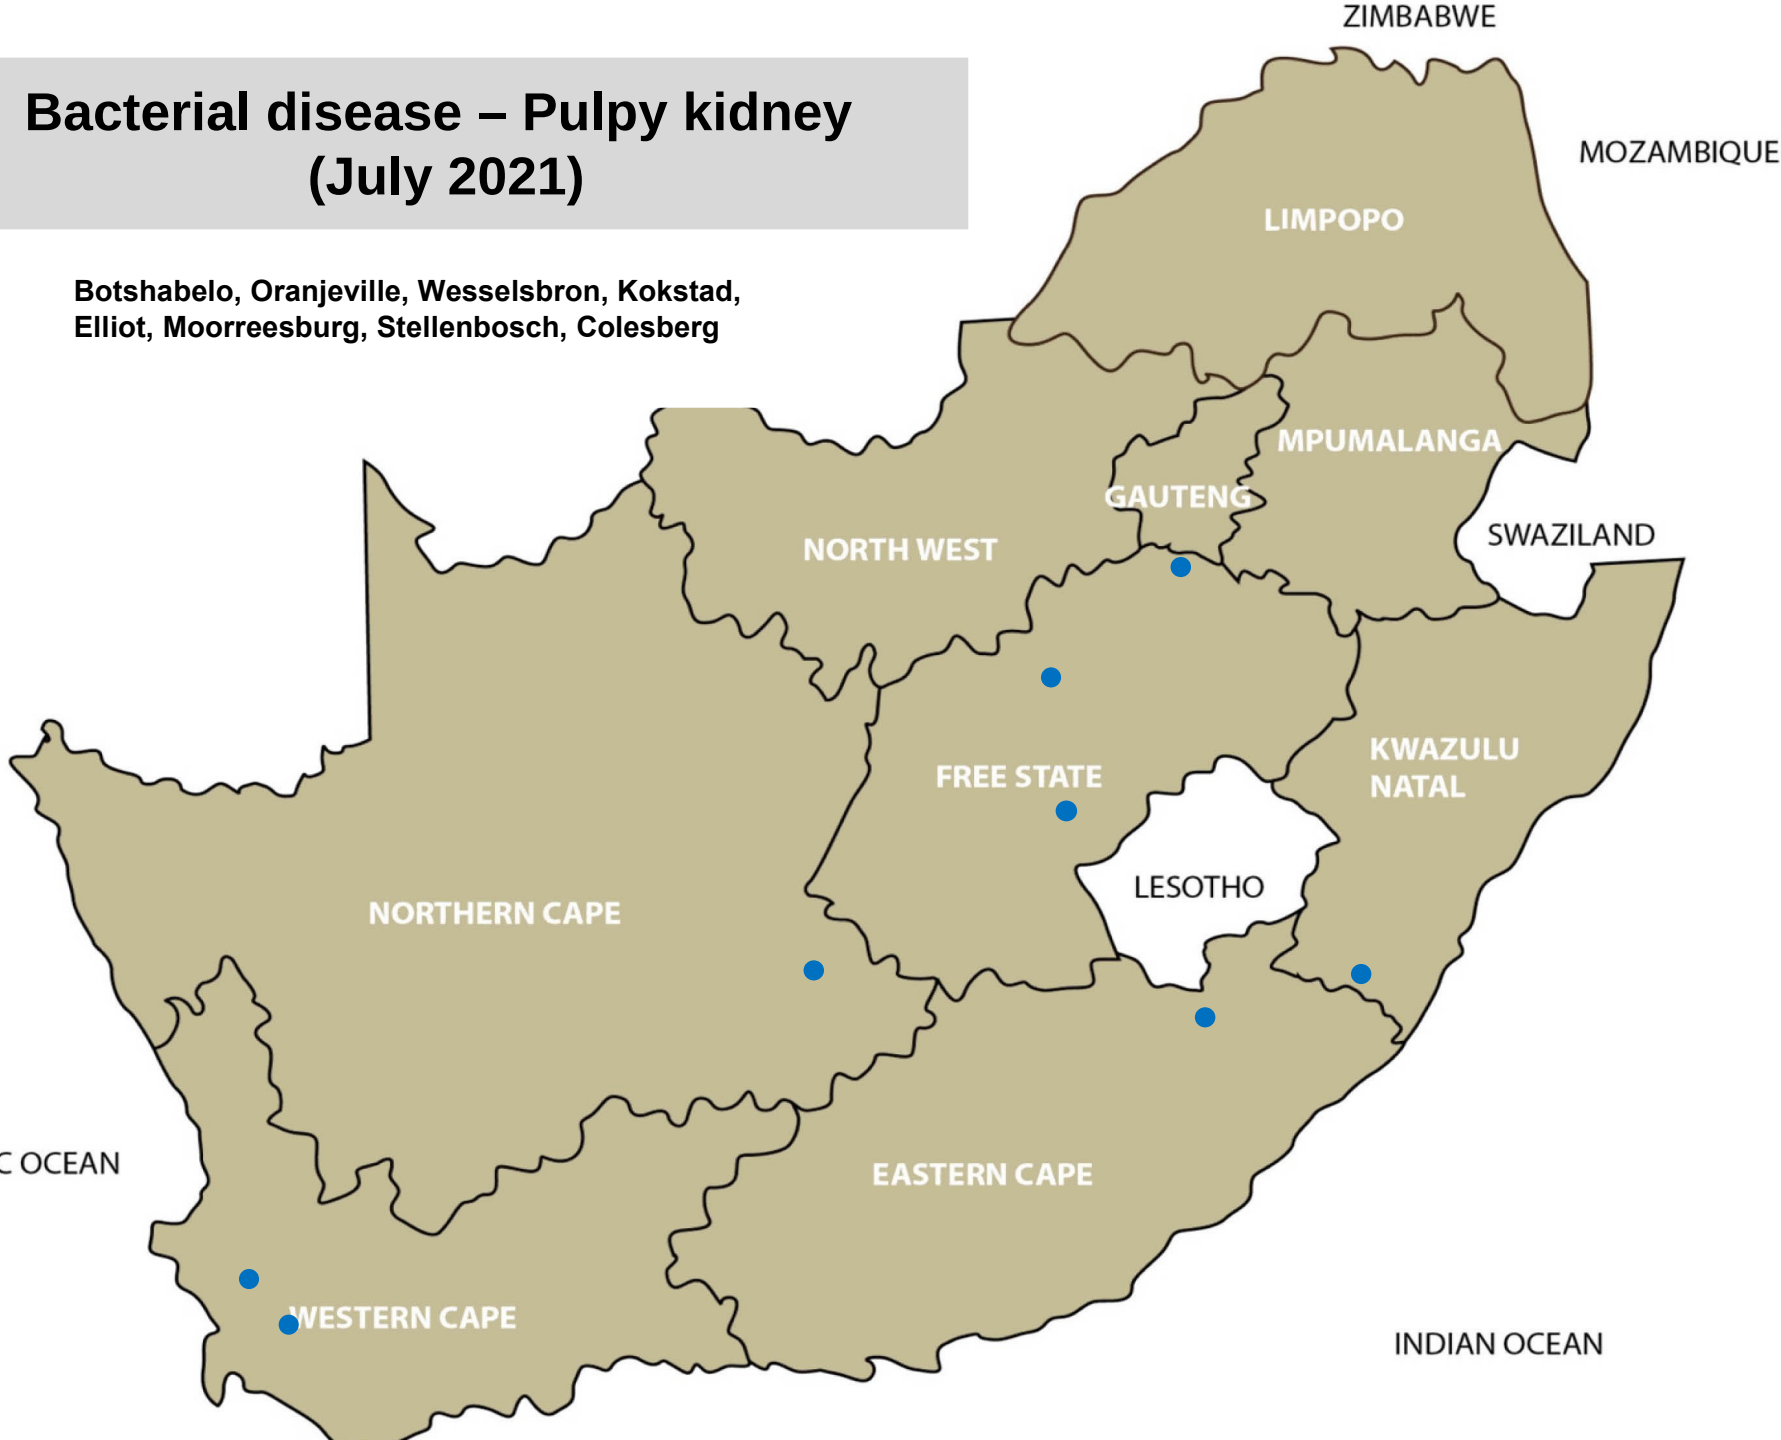 ZIMBABWE
Bacterial disease – Pulpy kidney
(July 2021)
MOZAMBIQUE
LIMPOPO
Botshabelo, Oranjeville, Wesselsbron, Kokstad,
Elliot, Moorreesburg, Stellenbosch, Colesberg
MPUMALANGA
GAUTENG
SWAZILAND
NORTH WEST
KWAZULU
NATAL
FREE STATE
LESOTHO
NORTHERN CAPE
C OCEAN
EASTERN CAPE
WESTERN CAPE
INDIAN OCEAN